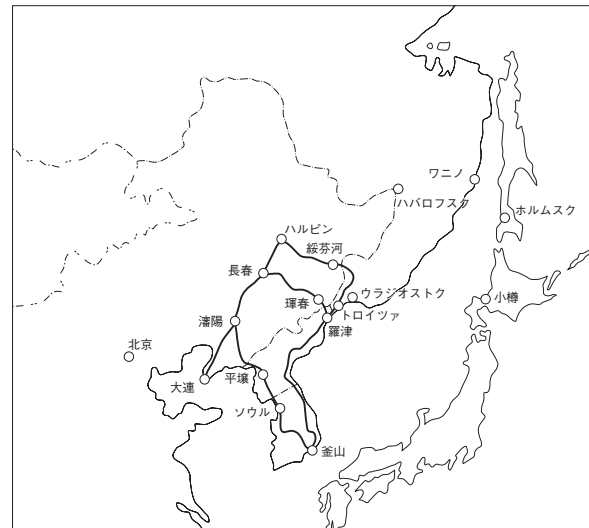 ワニノ
ハバロフスク
ホルムスク
ハルビン
綏芬河
長春
ウラジオストク
小樽
琿春
トロイツァ
羅津
瀋陽
北京
平壌
大連
ソウル
釜山